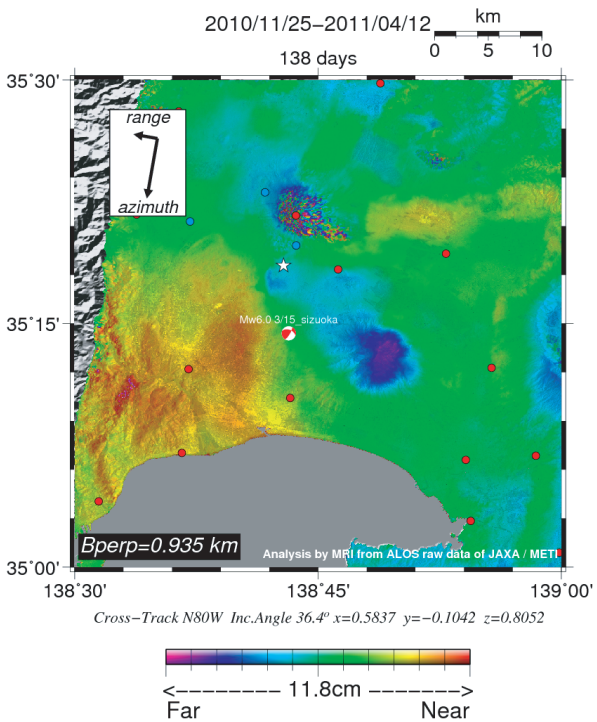 2010/11/25−2011/04/12
km
0 5 10
138 days
35˚30'
range
azimuth
Mw6.0 3/15 sizuoka
35˚15'
Bperp=0.935 km
Analysis by MRI from ALOS raw data of JAXA / METI
35˚00'
138˚30' 138˚45' 139˚00'
Cross−Track N80W Inc.Angle 36.4° x=0.5837 y=−0.1042 z=0.8052
<−−−−−−−− 11.8cm −−−−−−−>
Far Near